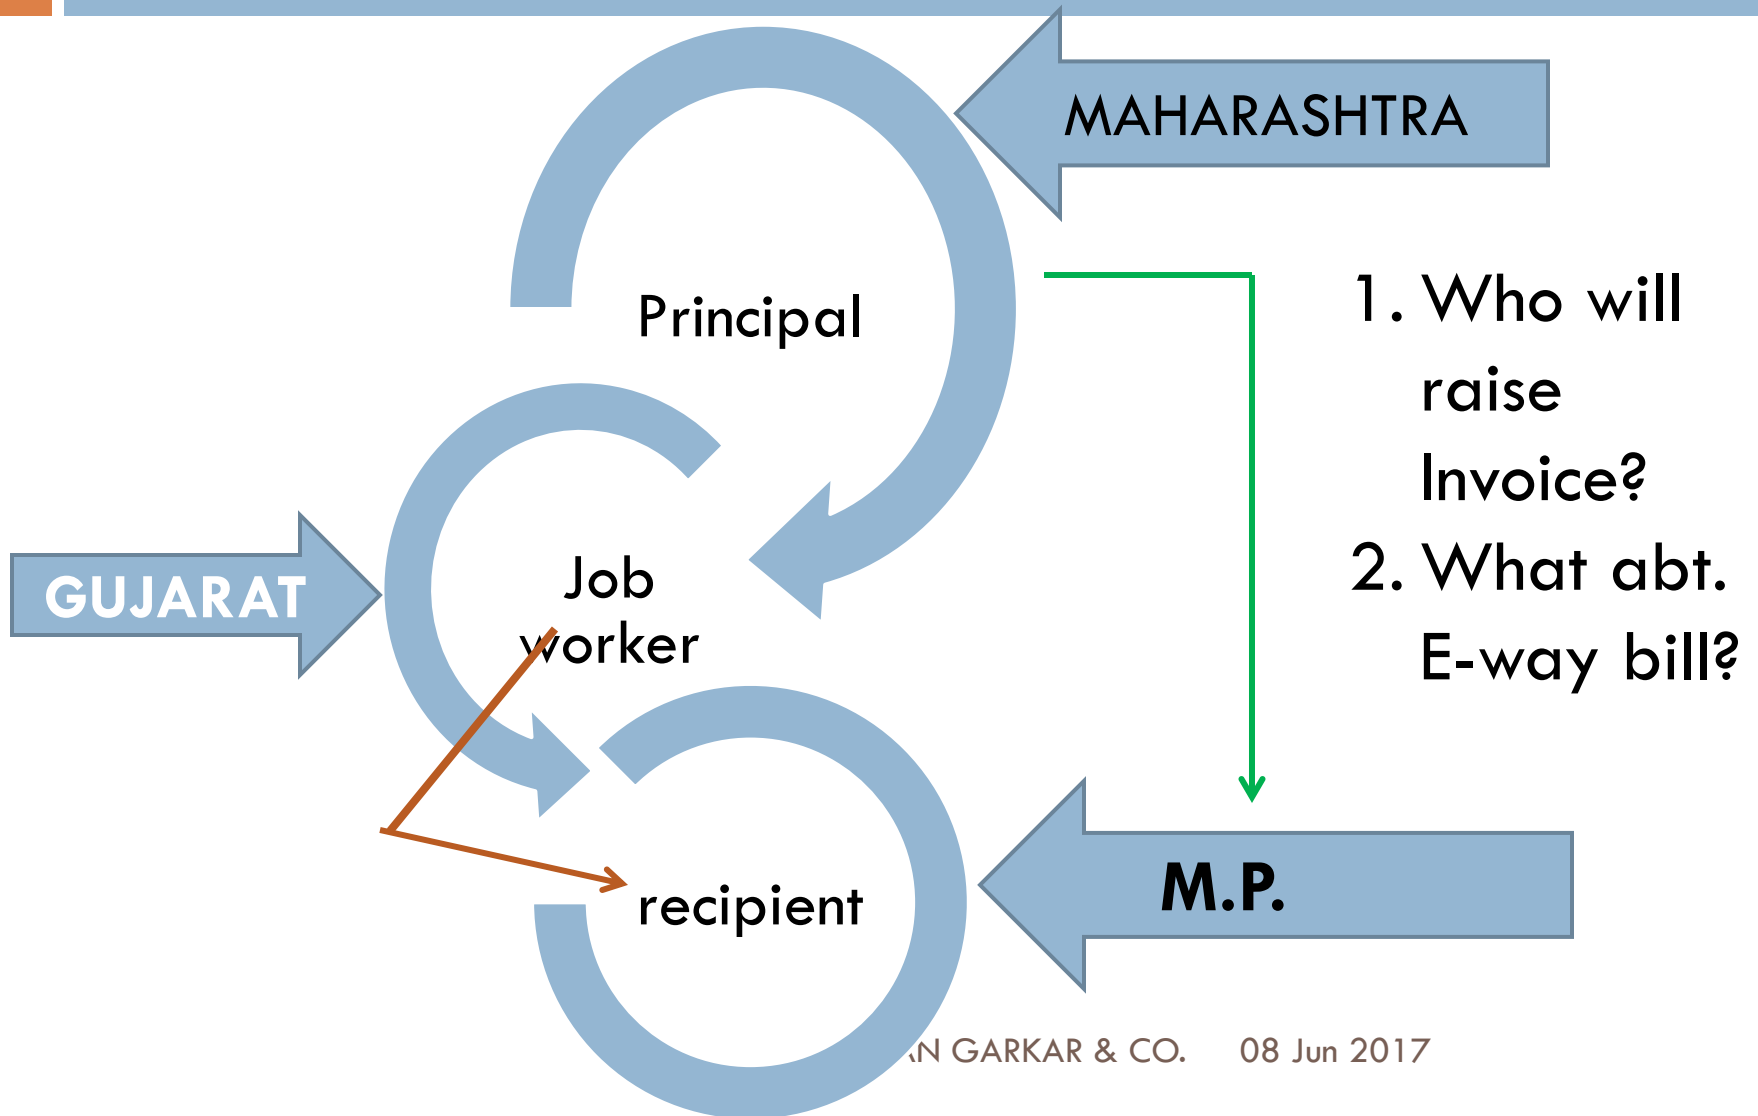 MAHARASHTRA
Principal
1. Who will
raise
Invoice?
2. What abt.
E-way bill?
GUJARAT
Job
worker
recipient
M.P.
GARKAR & CO.
08 Jun 2017